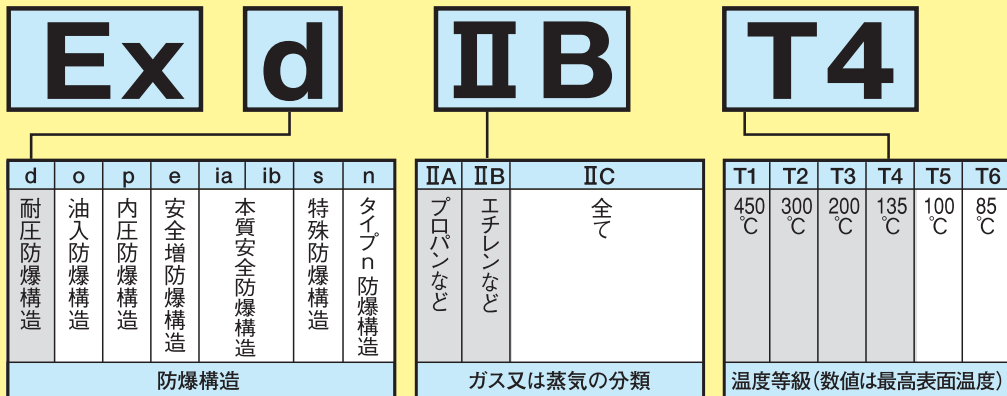 Ex d ⅡB T4
d o p e ia ib s n
耐圧防爆構造
油入防爆構造
内圧防爆構造
安全増防爆構造
本質安全防爆構造
特殊防爆構造
タイプn防爆構造
防爆構造
ⅡA ⅡB ⅡC
プロパンなど
エチレンなど
全て
ガス又は蒸気の分類
T1 T2 T3 T4 T5 T6
450℃ 300℃ 200℃ 135℃ 100℃ 85℃
温度等級(数値は最高表面温度)